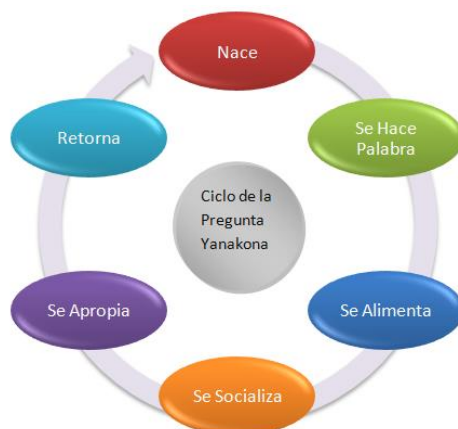 Nace
Se Hace
Palabra
Se Alimenta
Se Socializa
Se Apropia
Retorna
Ciclo de la
Pregunta
Yanakona